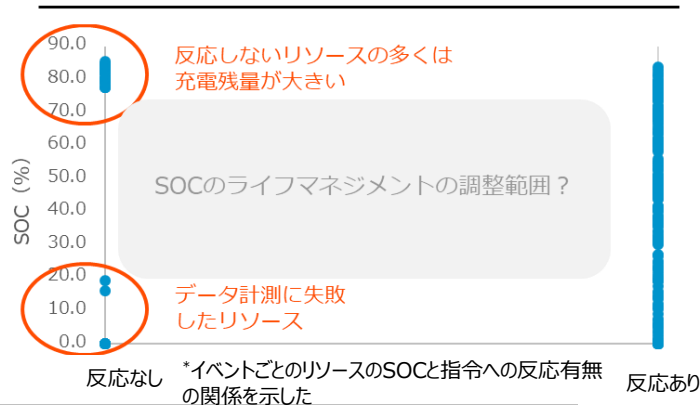 90.0
80.0
70.0
60.0
50.0
40.0
30.0
20.0
10.0
0.0
SOC（%）
反応しないリソースの多くは
充電残量が大きい
SOCのライフマネジメントの調整範囲？
データ計測に失敗
したリソース
反応なし
*イベントごとのリソースのSOCと指令への反応有無
の関係を示した
反応あり